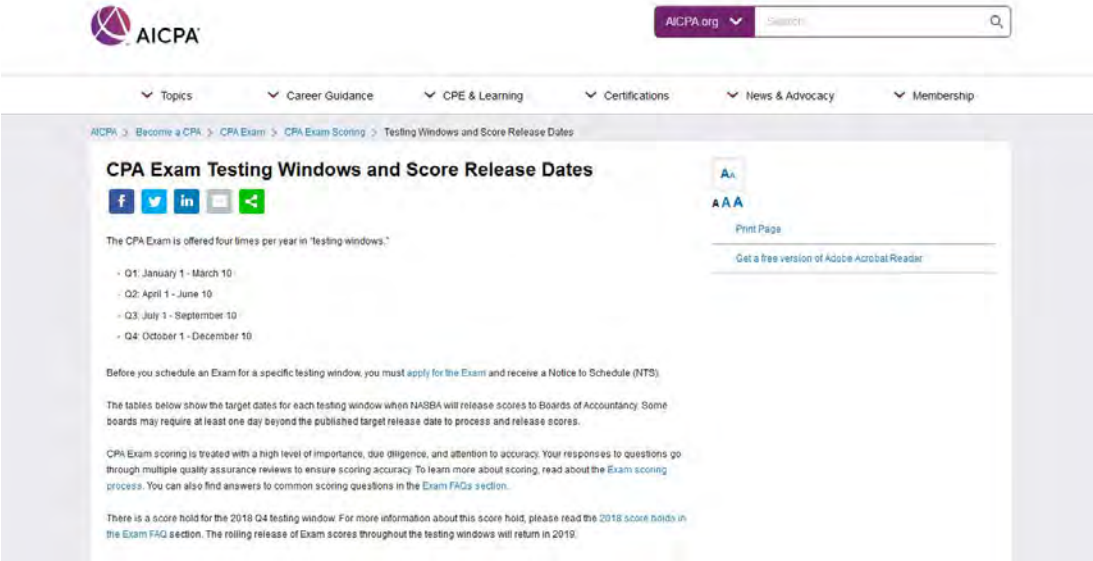 AICPA
AICPA.org
Search
Topics
Career Guidance
CPE & Learning
Certifications
News & Advocacy
Membership
AICPA > Become a CPA > CPA Exam > CPA Exam Scoring > Testing Windows and Score Release Dates
CPA Exam Testing Windows and Score Release Dates
The CPA Exam is offered four times per year in "testing windows."
- Q1: January 1 - March 10
- Q2: April 1 - June 10
- Q3: July 1 - September 10
- Q4: October 1 - December 10
Before you schedule an Exam for a specific testing window, you must apply for the Exam and receive a Notice to Schedule (NTS).
The tables below show the target dates for each testing window when NASBA will release scores to Boards of Accountancy. Some
boards may require at least one day beyond the published target release date to process and release scores.
CPA Exam scoring is treated with a high level of importance, due diligence, and attention to accuracy. Your responses to questions go
through multiple quality assurance reviews to ensure scoring accuracy. To learn more about scoring, read about the Exam scoring
process. You can also find answers to common scoring questions in the Exam FAQs section.
There is a score hold for the 2018 Q4 testing window. For more information about this score hold, please read the 2018 score holds in
the Exam FAQ section. The rolling release of Exam scores throughout the testing windows will return in 2019.
AA
AAA
Print Page
Get a free version of Adobe Acrobat Reader